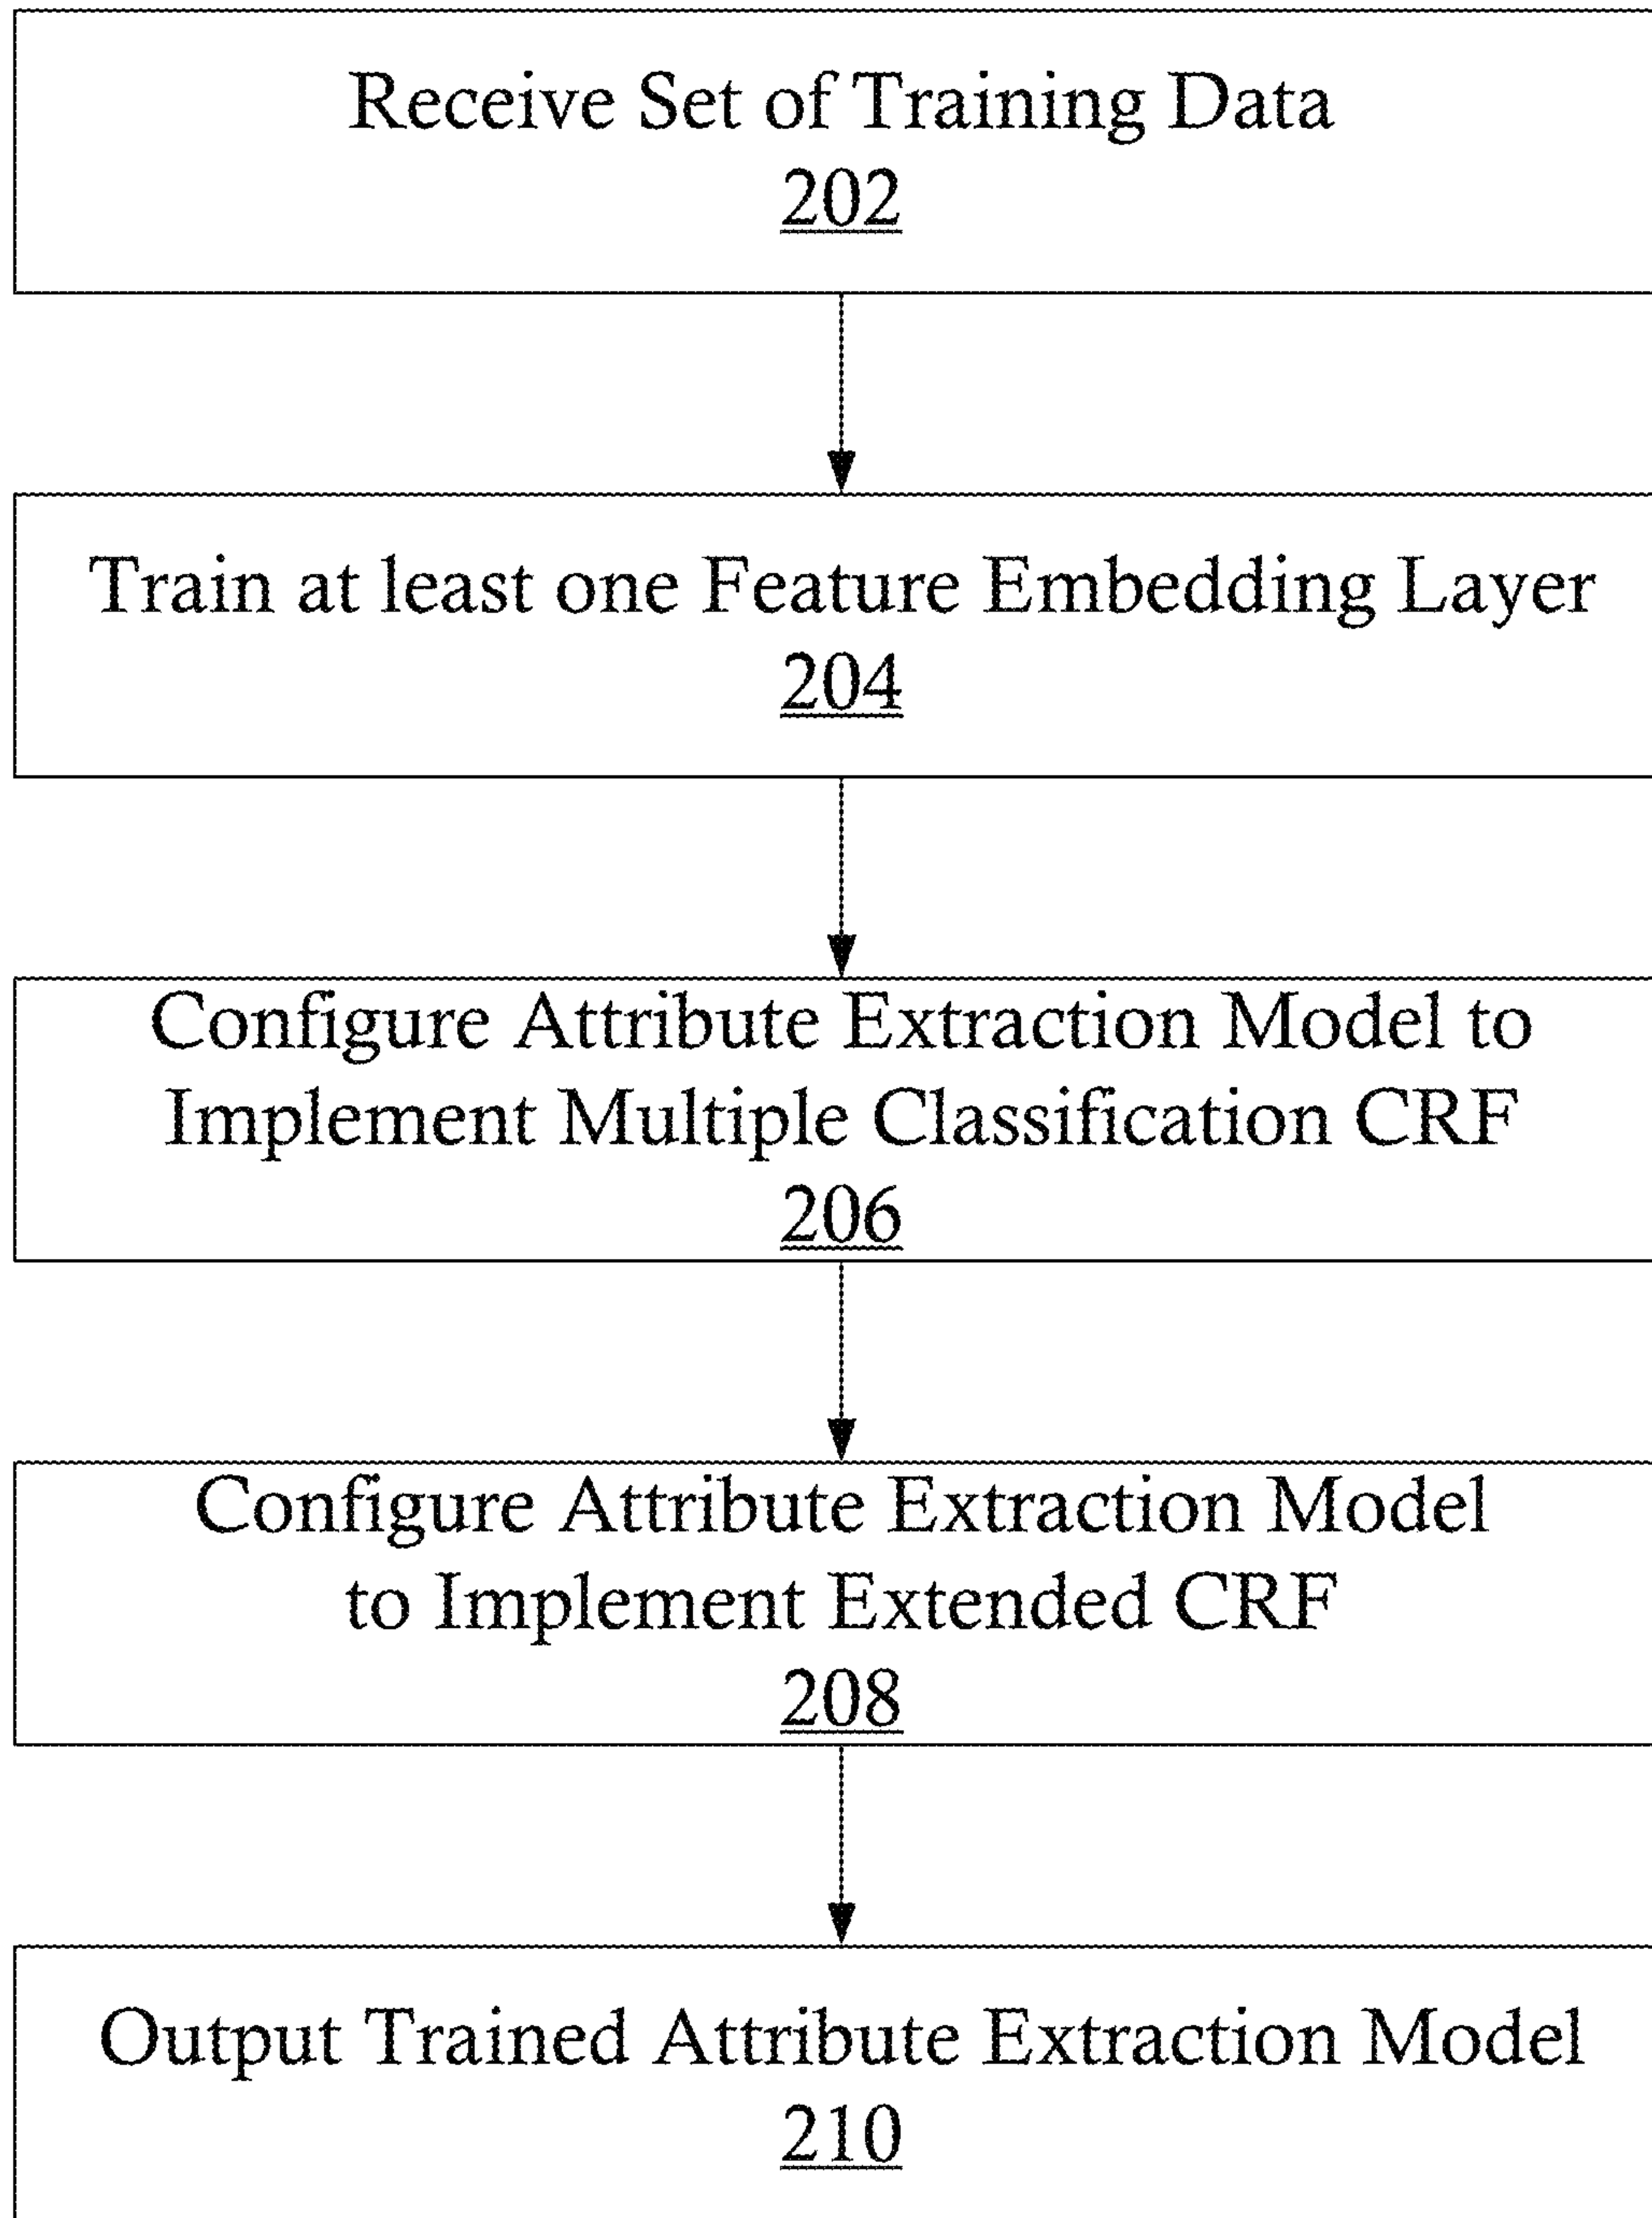 Receive Set of Training Data
202
Train at least one Feature Embedding Layer
204
Configure Attribute Extraction Model to
Implement Multiple Classification CRF
206
Configure Attribute Extraction Model
to Implement Extended CRF
208
Output Trained Attribute Extraction Model
210